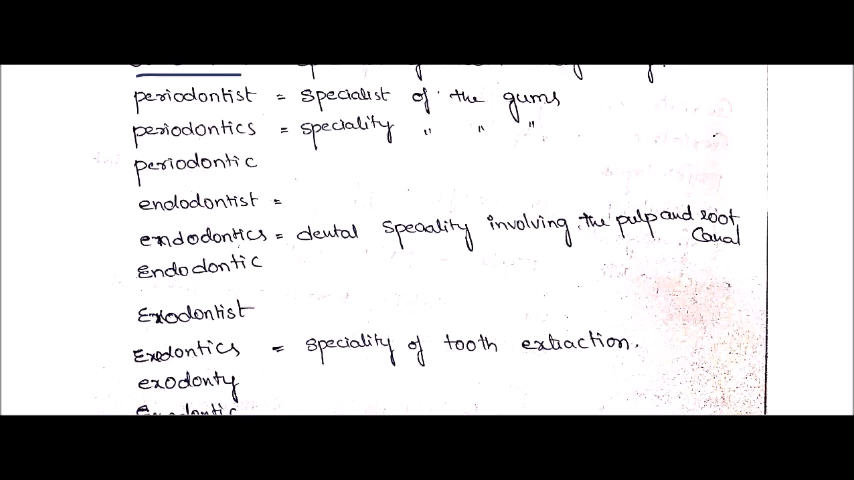 periodontist = specialist of the gums
periodontics = speciality " " "
periodontic
endodontist =
endodontics = dental speciality involving the pulp and root canal
Endodontic
Exodontist
Exodontics = speciality of tooth extraction.
exodonty